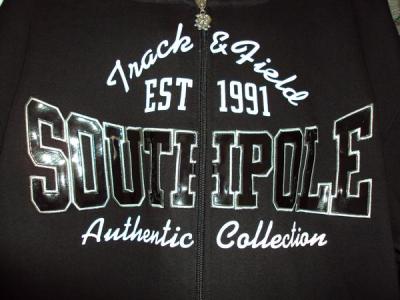 Track & Field
EST 1991
SOUTHPOLE
Authentic Collection